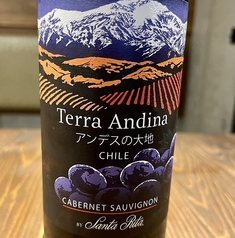 Terra Andina
アンデスの大地
CHILE
CABERNET SAUVIGNON
BY Santa Rita